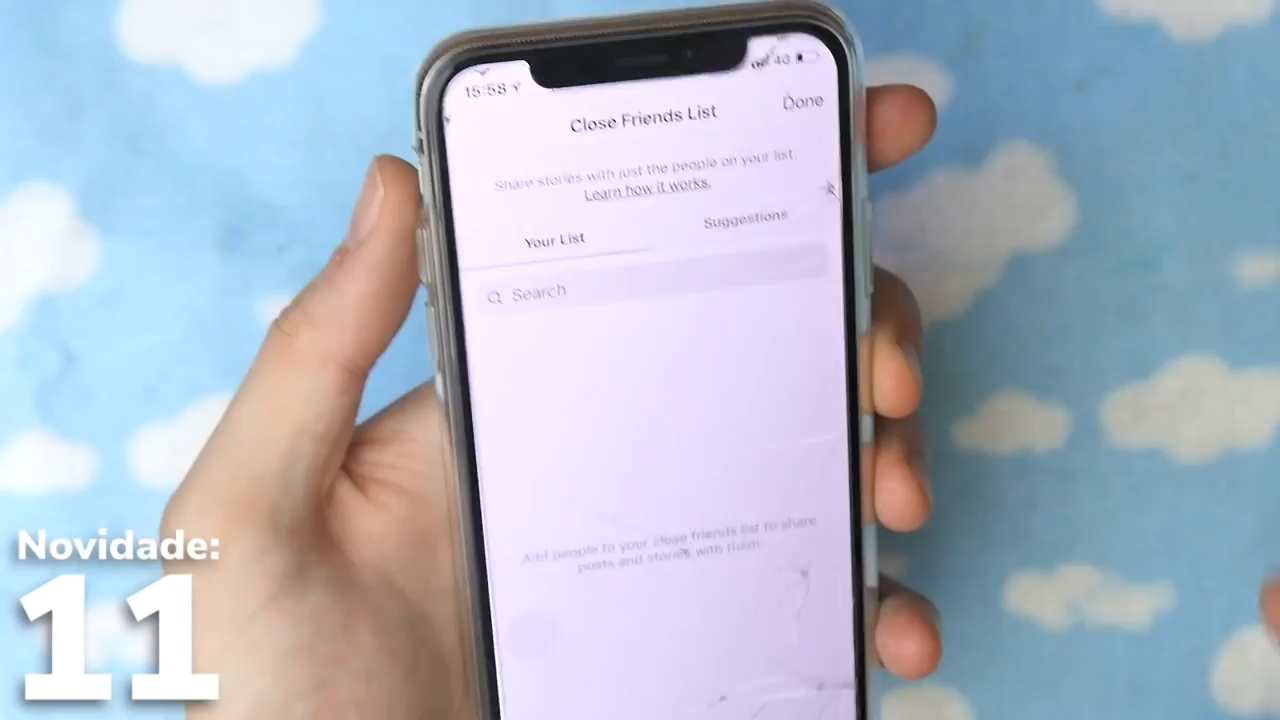 15:58
4G
Close Friends List
Done
Share stories with just the people on your list.
Learn how it works.
Your List
Suggestions
Search
Add people to your close friends list to share
posts and stories with them.
Novidade:
11